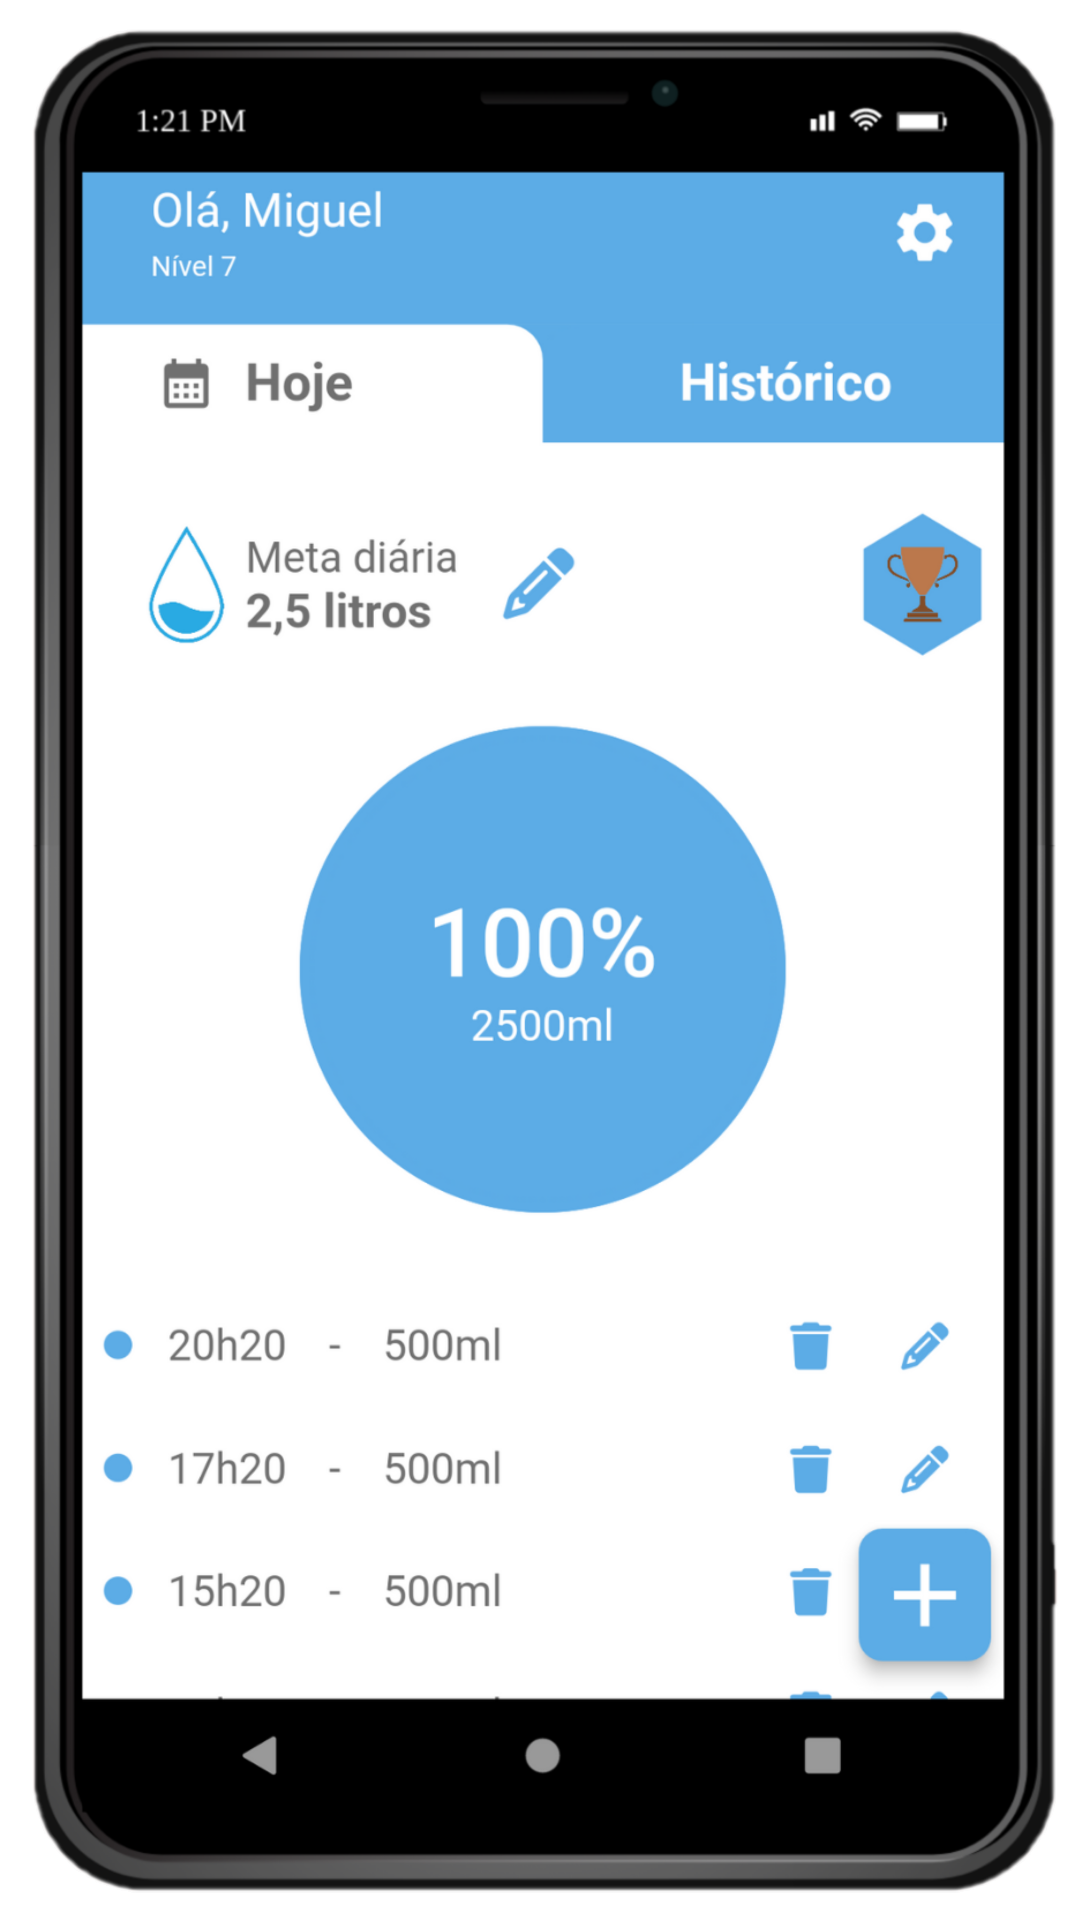 1:21 PM
Olá, Miguel
Nível 7
Hoje
Histórico
Meta diária
2,5 litros
100%
2500ml
20h20 - 500ml
17h20 - 500ml
15h20 - 500ml